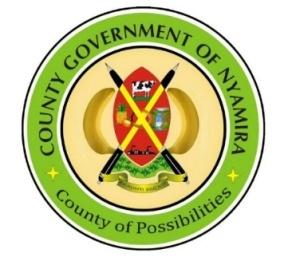 COUNTY GOVERNMENT OF NYAMIRA
County of Possibilities